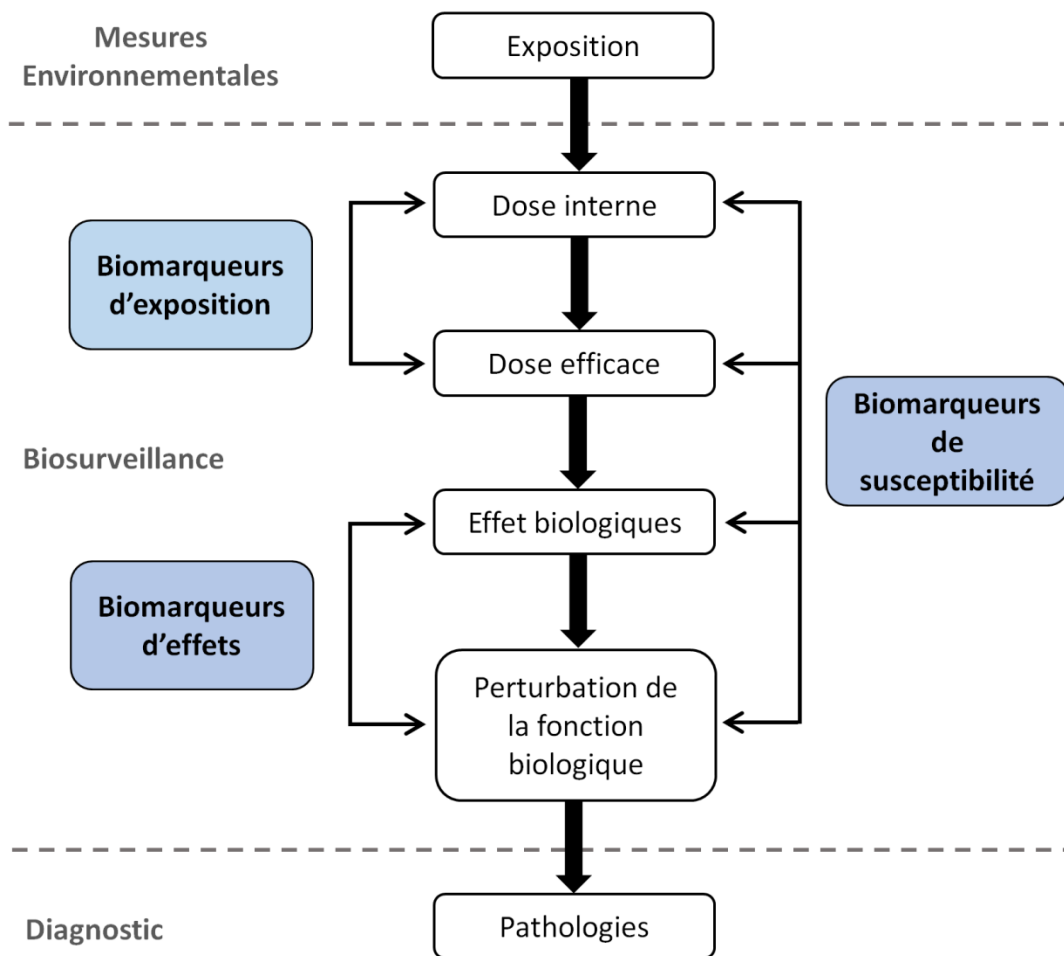 Mesures
Environnementales
Exposition
Dose interne
Biomarqueurs
d'exposition
Dose efficace
Biomarqueurs
de
susceptibilité
Biosurveillance
Effet biologiques
Biomarqueurs
d'effets
Perturbation de
la fonction
biologique
Pathologies
Diagnostic